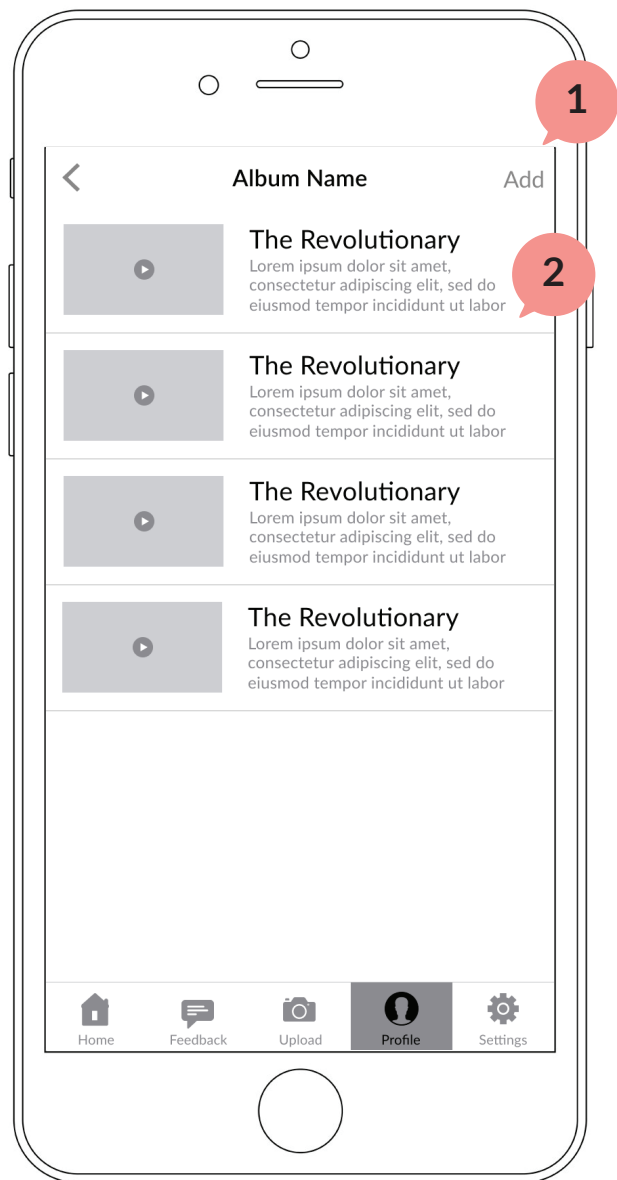 1
Album Name
Add
The Revolutionary
Lorem ipsum dolor sit amet,
consectetur adipiscing elit, sed do
eiusmod tempor incididunt ut labor
2
The Revolutionary
Lorem ipsum dolor sit amet,
consectetur adipiscing elit, sed do
eiusmod tempor incididunt ut labor
The Revolutionary
Lorem ipsum dolor sit amet,
consectetur adipiscing elit, sed do
eiusmod tempor incididunt ut labor
The Revolutionary
Lorem ipsum dolor sit amet,
consectetur adipiscing elit, sed do
eiusmod tempor incididunt ut labor
Home
Feedback
Upload
Profile
Settings